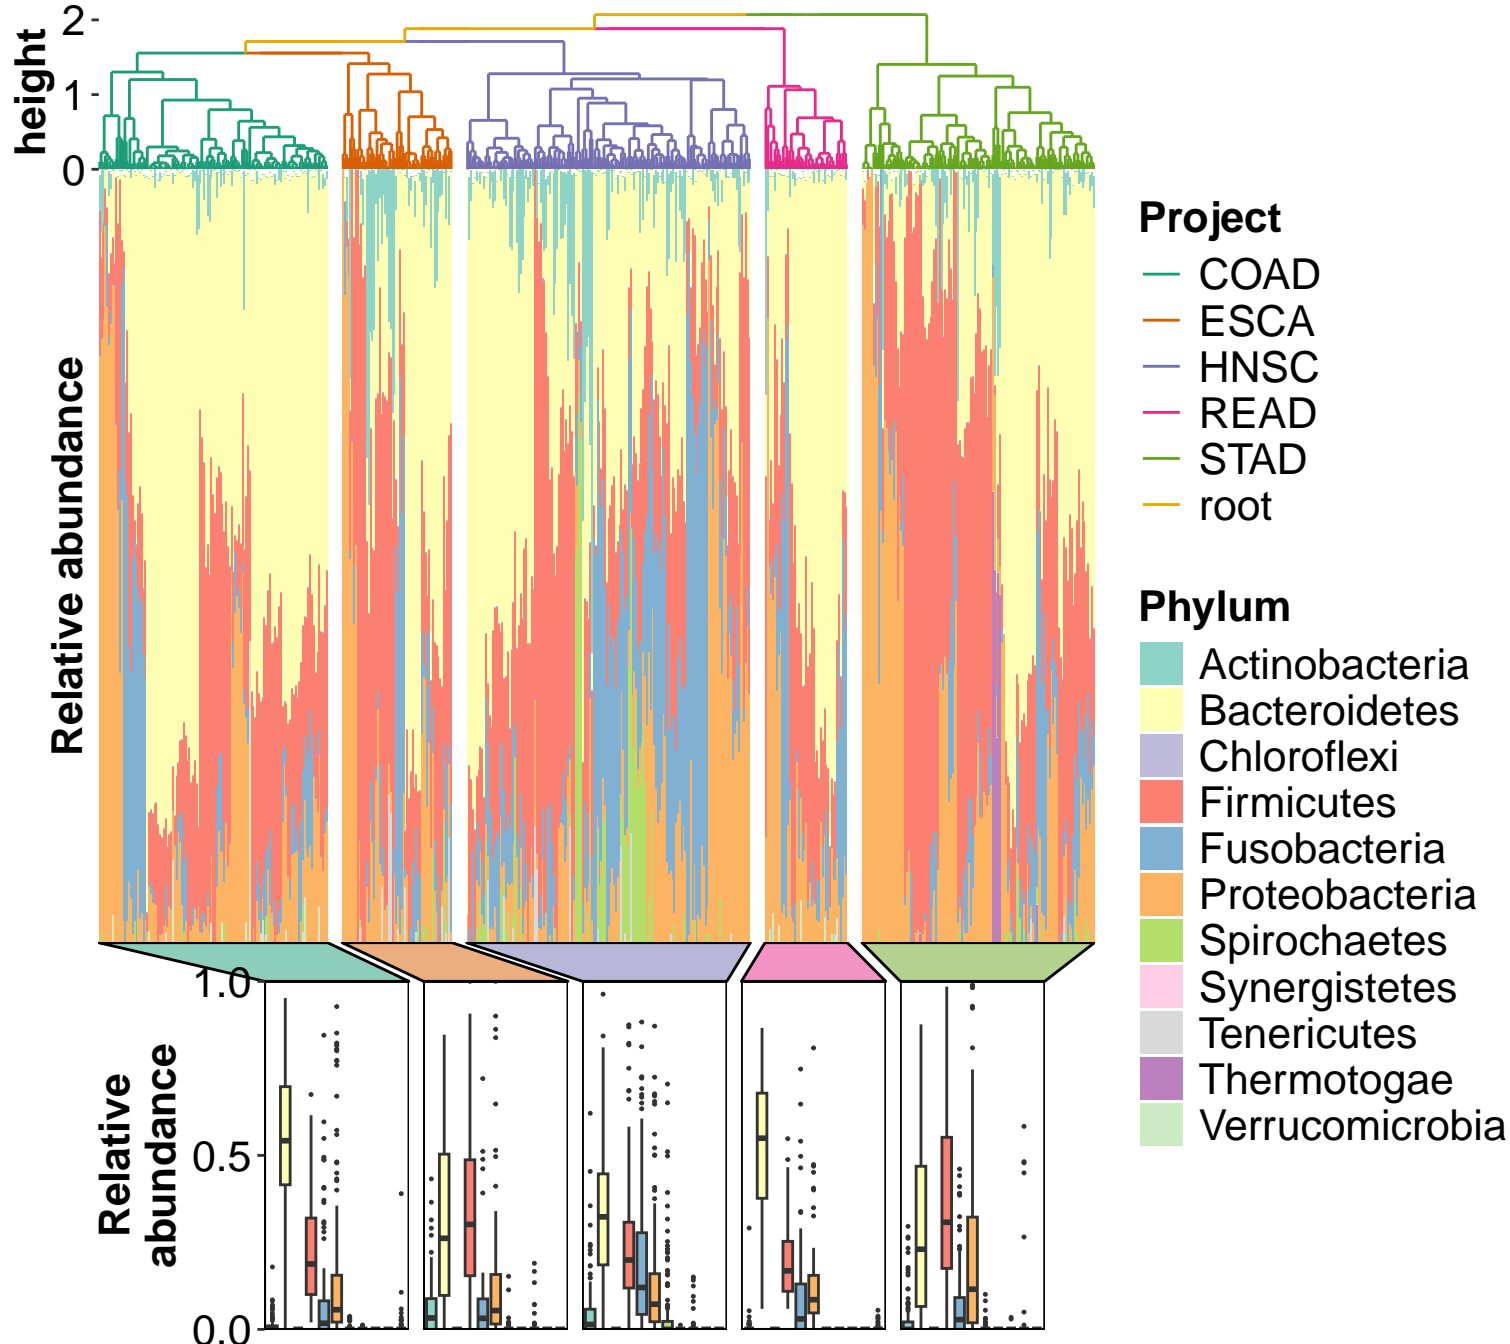 height
2
1
0
Relative abundance
Project
COAD
ESCA
HNSC
READ
STAD
root
Phylum
Actinobacteria
Bacteroidetes
Chloroflexi
Firmicutes
Fusobacteria
Proteobacteria
Spirochaetes
Synergistetes
Tenericutes
Thermotogae
Verrucomicrobia
Relative
abundance
1.0
0.5
0.0